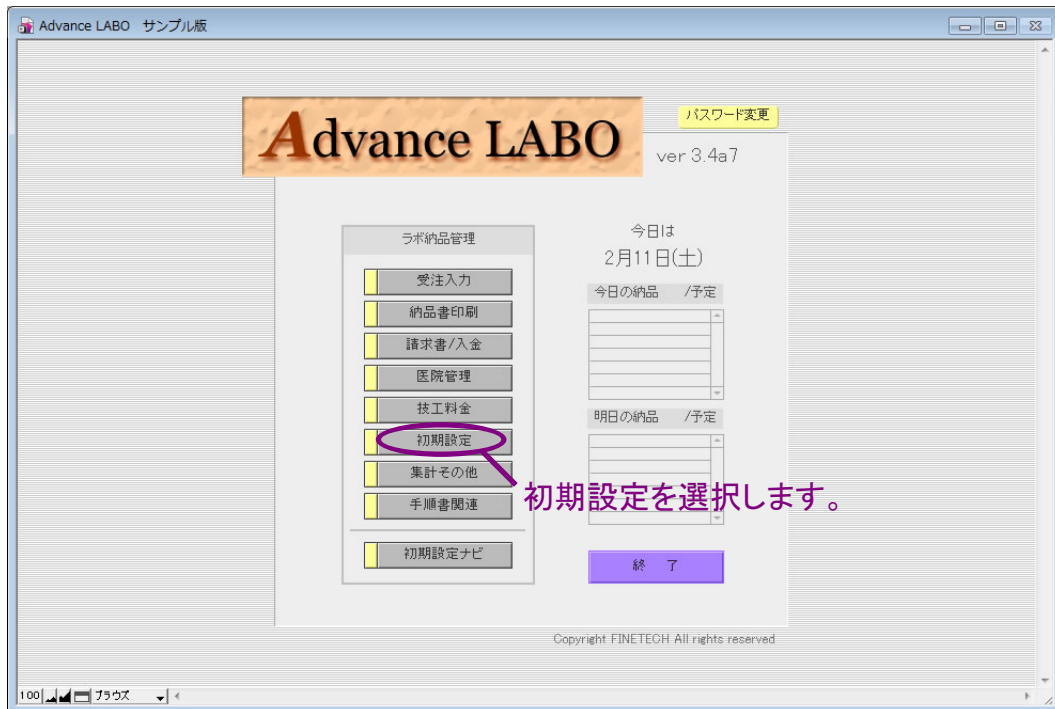 Advance LABO サンプル版
Advance LABO
パスワード変更
ver 3.4a7
ラボ納品管理
受注入力
納品書印刷
請求書/入金
医院管理
技工料金
初期設定
集計その他
手順書関連
初期設定ナビ
今日は
2月11日(土)
今日の納品 /予定
明日の納品 /予定
初期設定を選択します。
終 了
Copyright FINETECH All rights reserved
100 ブラウズ